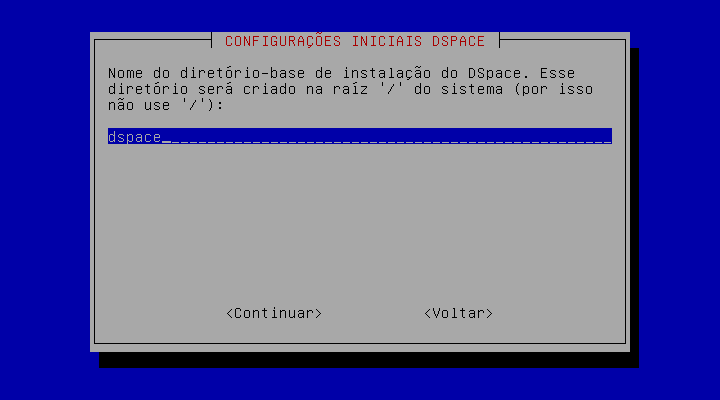 CONFIGURAÇÕES INICIAIS DSPACE
Nome do diretório-base de instalação do DSpace. Esse
diretório será criado na raíz '/' do sistema (por isso
não use '/'):
dspace
<Continuar> <Voltar>